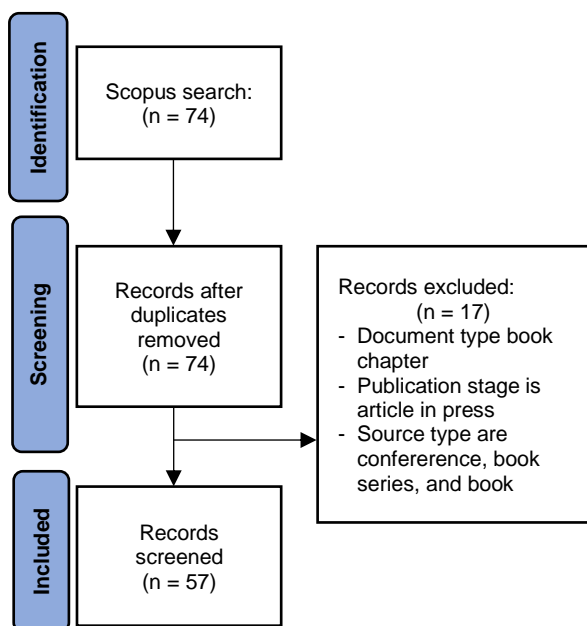 Identification
Scopus search:
(n = 74)
Screening
Records after
duplicates
removed
(n = 74)
Records excluded:
(n = 17)
- Document type book
chapter
- Publication stage is
article in press
- Source type are
confererence, book
series, and book
Included
Records
screened
(n = 57)